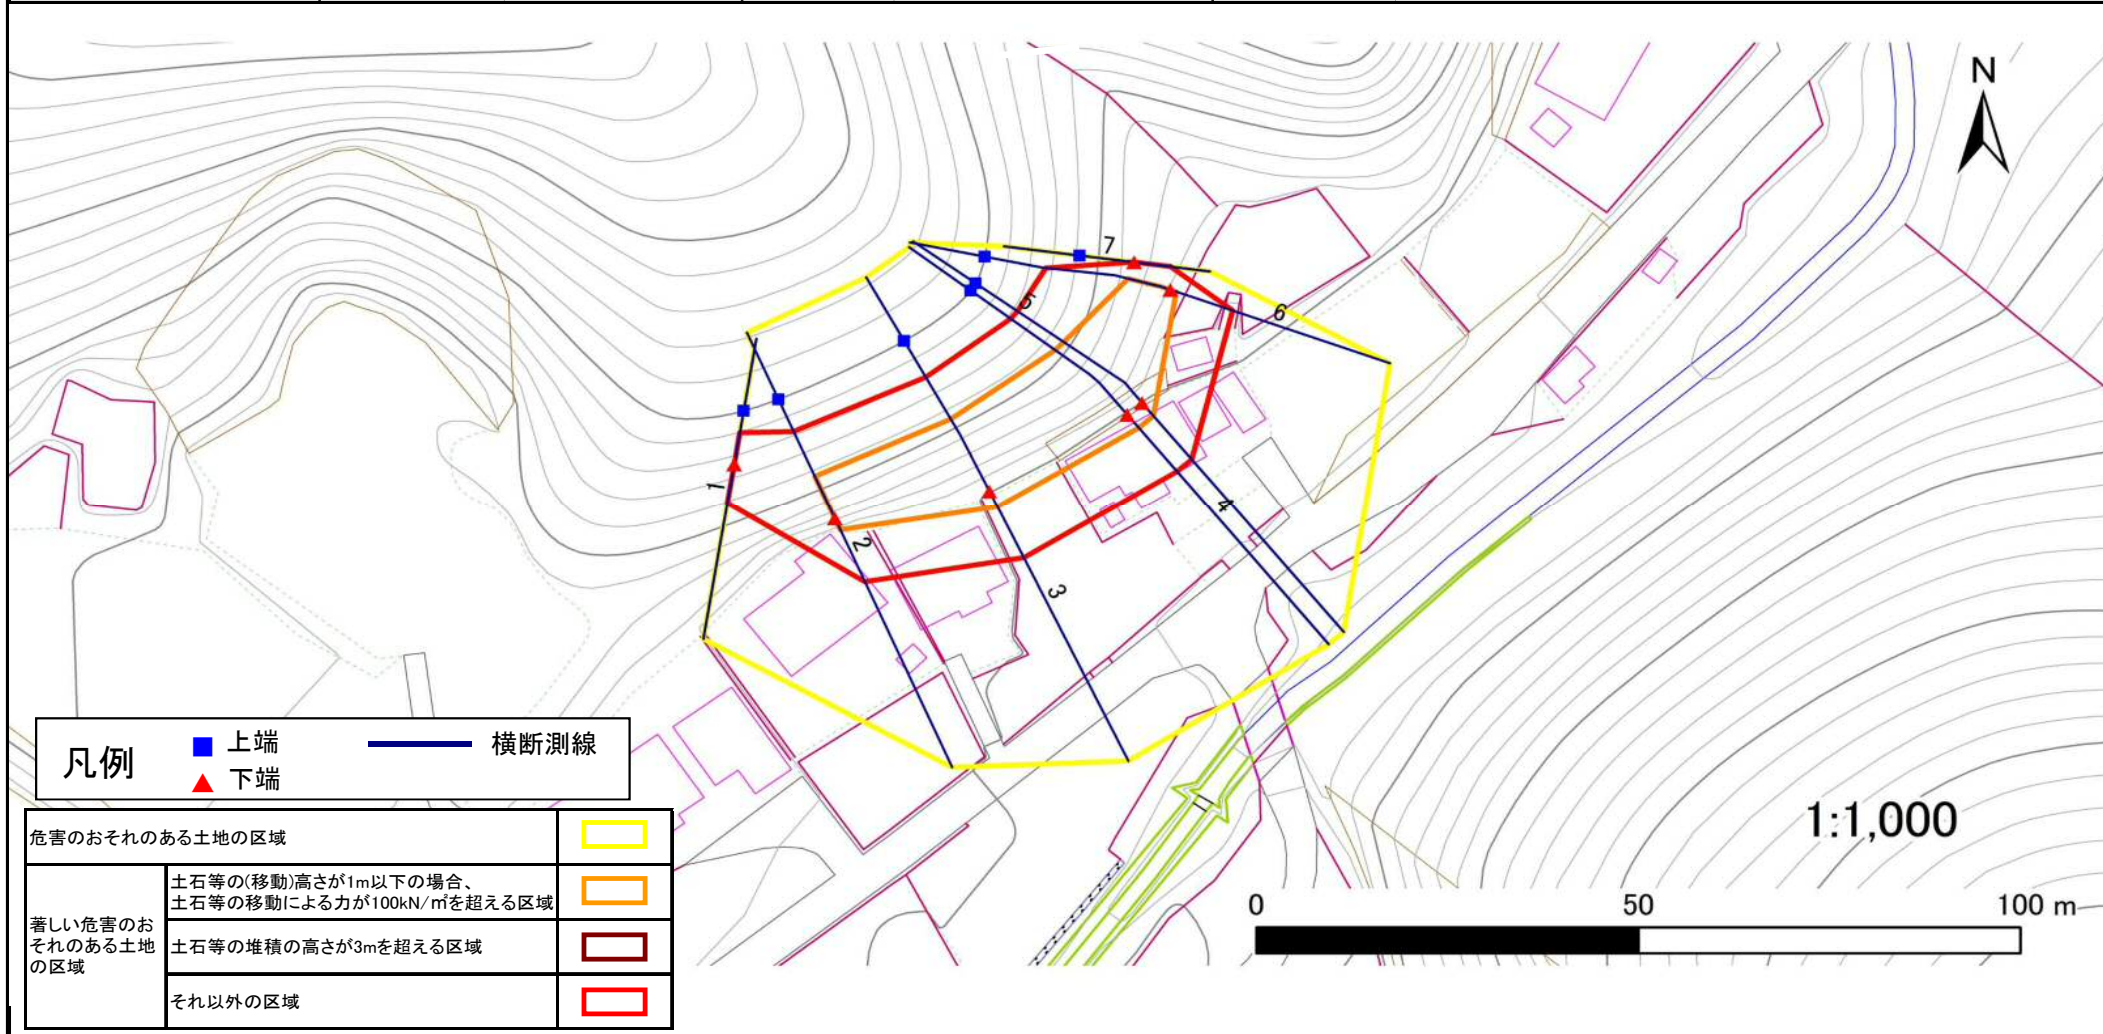 N
7
6
5
1
2
3
4
凡例
上端
横断測線
下端
1:1,000
0
50
100 m
危害のおそれのある土地の区域
著しい危害のお
それのある土地
の区域
土石等の(移動)高さが1m以下の場合、
土石等の移動による力が100kN/㎡を超える区域
土石等の堆積の高さが3mを超える区域
それ以外の区域